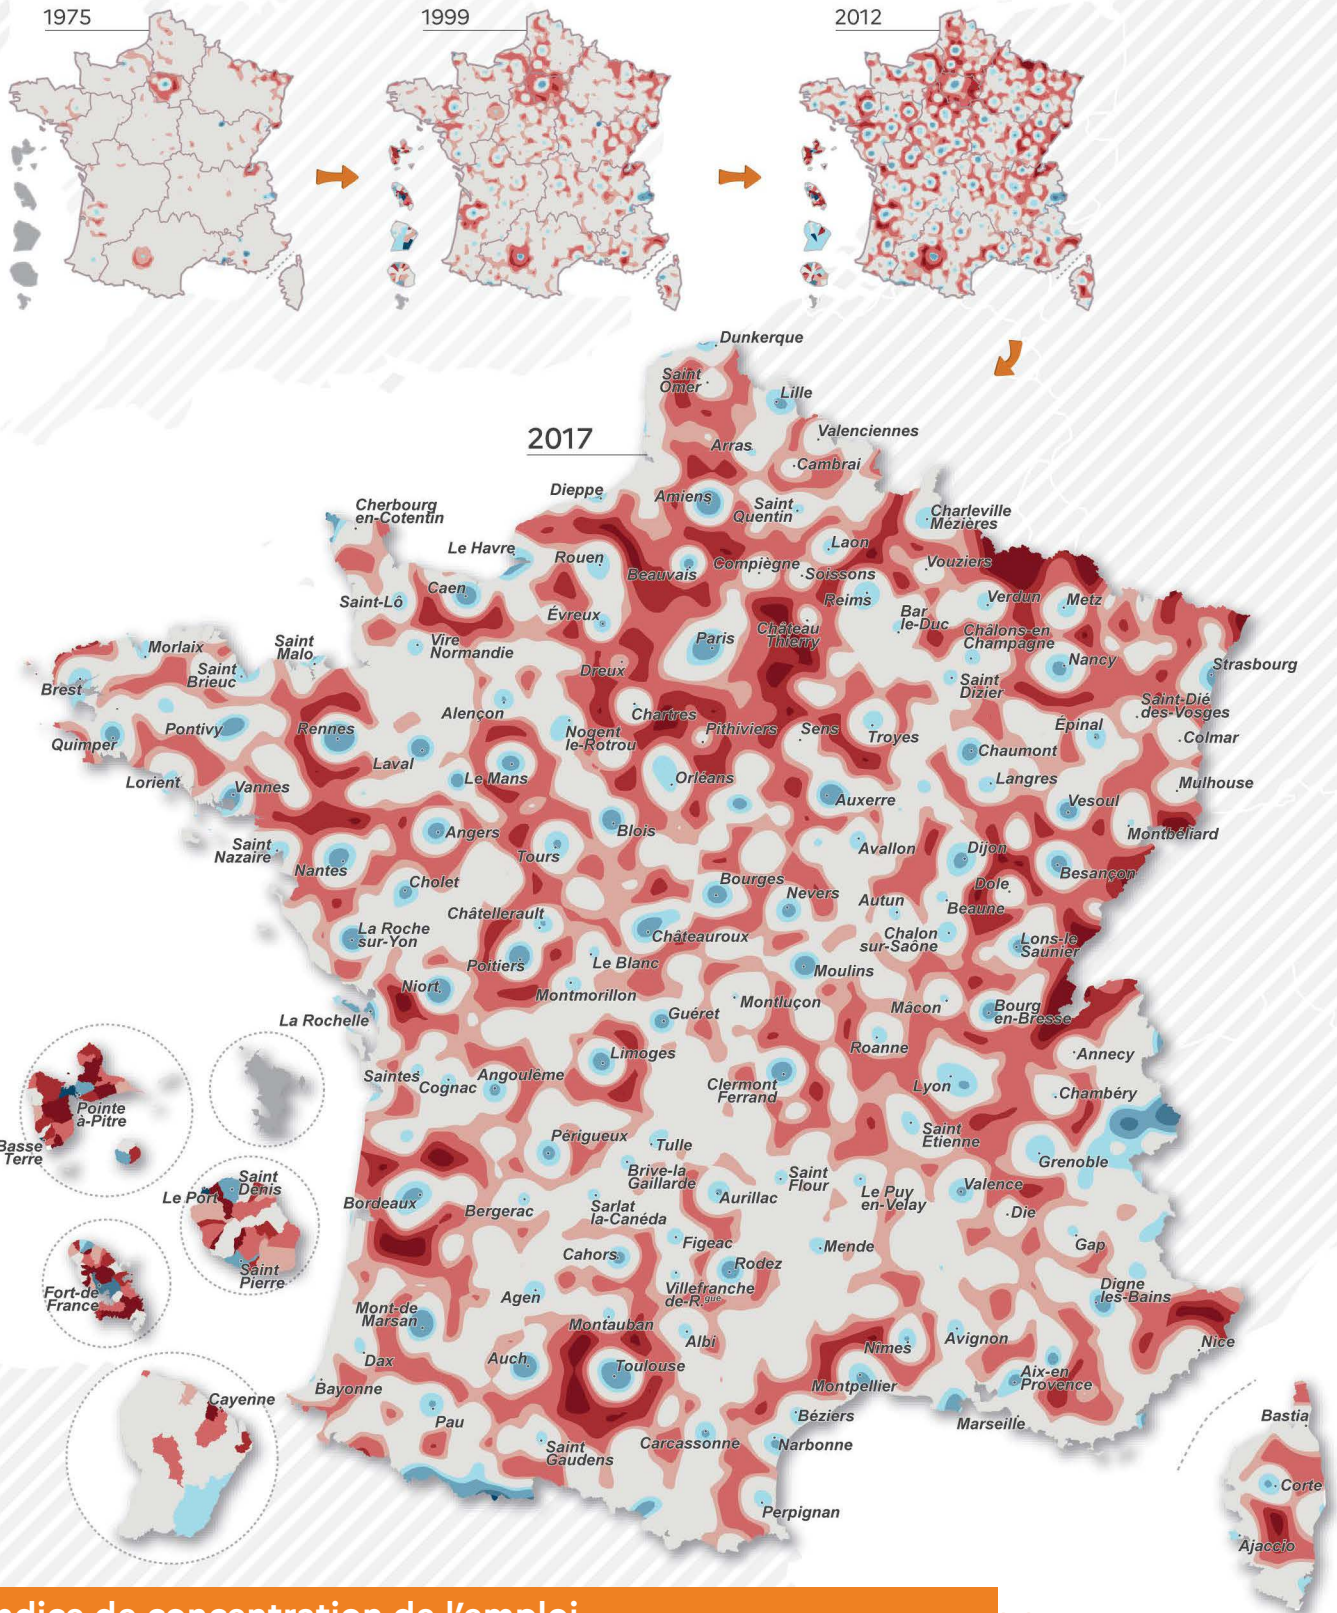 1975
1999
2012
2017
Dunkerque
Saint
Omer
Lille
Valenciennes
Arras
Cambrai
Dieppe
Amiens
Saint
Quentin
Cherbourg
en-Cotentin
Charleville
Mézières
Le Havre
Rouen
Laon
Beauvais
Compiègne
Soissons
Vouziers
Caen
Saint-Lô
Évreux
Reims
Verdun
Metz
Bar
le-Duc
Paris
Château
Thierry
Châlons-en
Champagne
Morlaix
Saint
Malo
Vire
Normandie
Saint
Brieuc
Dreux
Nancy
Strasbourg
Brest
Saint
Dizier
Alençon
Chartres
Saint-Dié
des-Vosges
Quimper
Pontivy
Rennes
Nogent
le-Rotrou
Pithiviers
Sens
Troyes
Épinal
Colmar
Laval
Chaumont
Lorient
Vannes
Le Mans
Orléans
Langres
Mulhouse
Auxerre
Vesoul
Angers
Blois
Montbéliard
Saint
Nazaire
Tours
Avallon
Dijon
Nantes
Besançon
Cholet
Bourges
Nevers
Dole
Autun
Beaune
Châtellerault
La Roche
sur-Yon
Châteauroux
Chalon
sur-Saône
Lons-le
Saunier
Poitiers
Le Blanc
Moulins
Niort
Montmorillon
Montluçon
Mâcon
Bourg
en-Bresse
La Rochelle
Guéret
Roanne
Annecy
Limoges
Saintes
Cognac
Angoulême
Clermont
Ferrand
Lyon
Chambéry
Pointe
à-Pitre
Basse
Terre
Périgueux
Tulle
Saint
Étienne
Grenoble
Brive-la
Gaillarde
Saint
Flour
Le Port
Saint
Denis
Bordeaux
Bergerac
Sarlat
la-Canéda
Aurillac
Le Puy
en-Velay
Valence
Die
Cahors
Figeac
Mende
Gap
Saint
Pierre
Rodez
Fort-de
France
Agen
Villefranche
de-R.gue
Digne
les-Bains
Mont-de
Marsan
Montauban
Albi
Nîmes
Avignon
Nice
Dax
Auch
Toulouse
Bayonne
Montpellier
Aix-en
Provence
Cayenne
Pau
Béziers
Marseille
Bastia
Saint
Gaudens
Carcassonne
Narbonne
Corte
Perpignan
Ajaccio
ndice de concentration de l'emploi